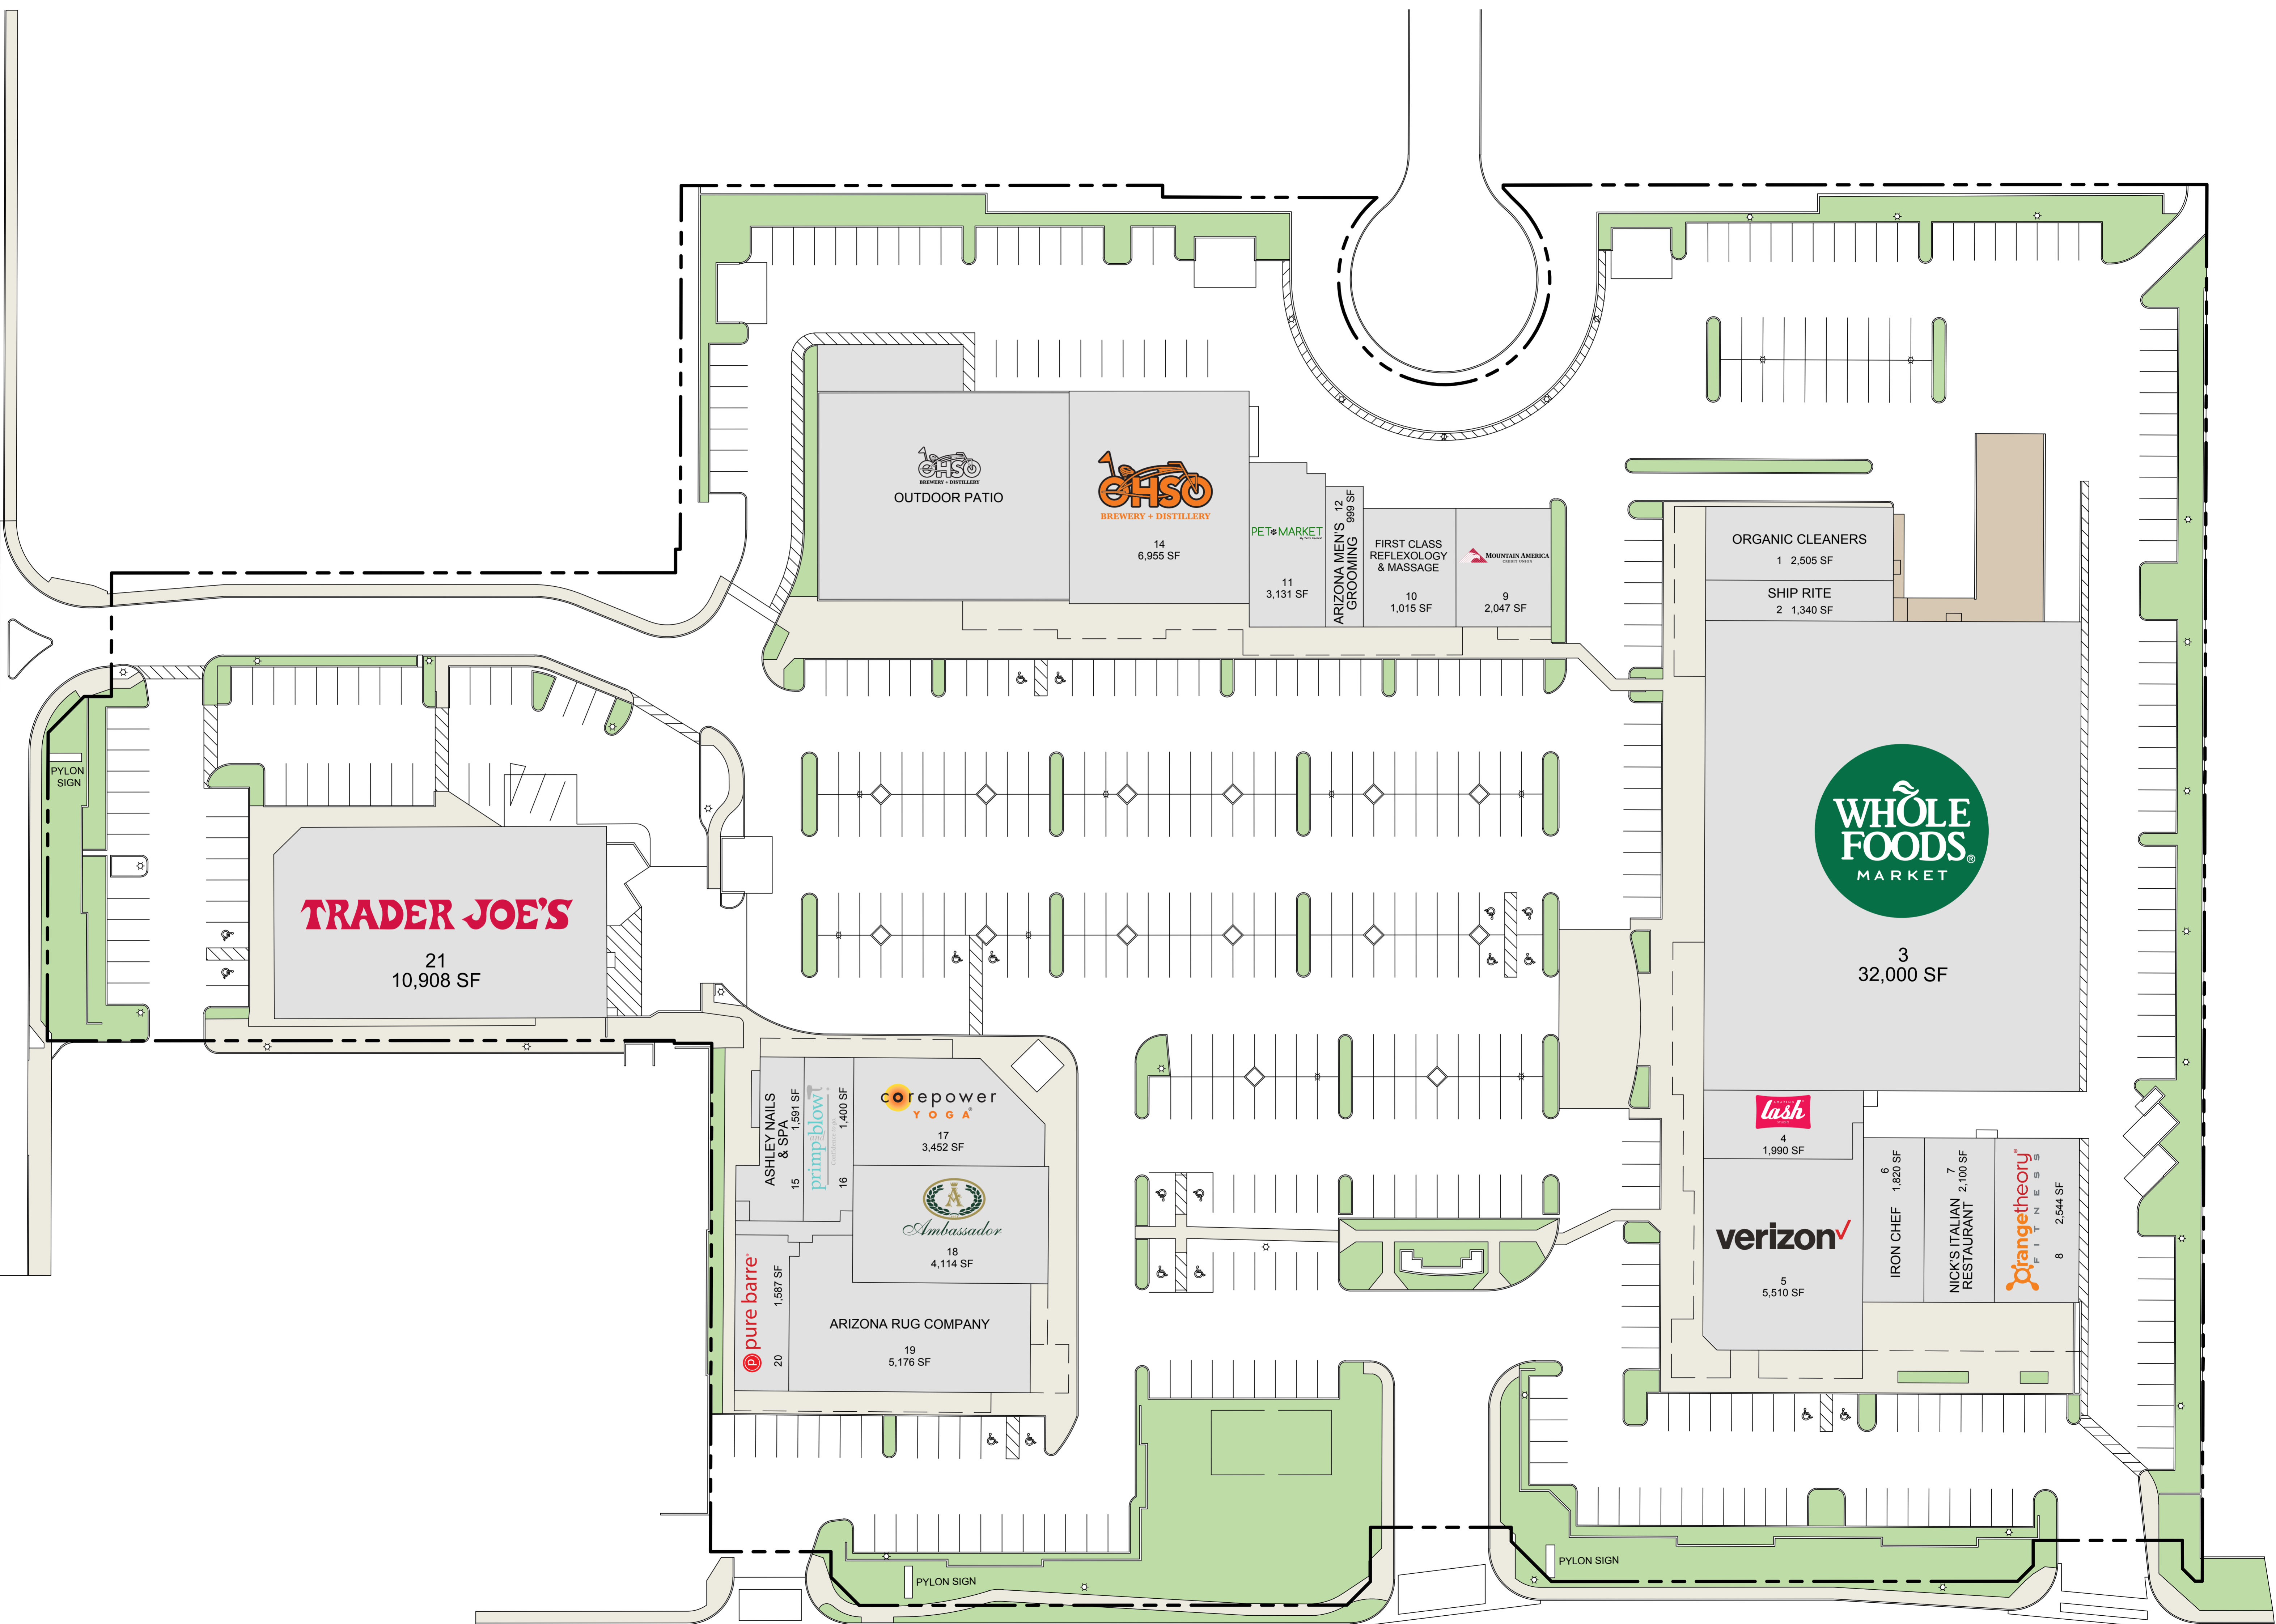 OHSO
BREWERY + DISTILLERY
OUTDOOR PATIO
OHSO
BREWERY + DISTILLERY
14
6,955 SF
PET MARKET
11
3,131 SF
ARIZONA MEN'S
GROOMING
12
999 SF
FIRST CLASS
REFLEXOLOGY
& MASSAGE
10
1,015 SF
MOUNTAIN AMERICA
CREDIT UNION
9
2,047 SF
ORGANIC CLEANERS
1 2,505 SF
SHIP RITE
2 1,340 SF
WHOLE
FOODS®
MARKET
3
32,000 SF
PYLON
SIGN
TRADER JOE'S
21
10,908 SF
ASHLEY NAILS
& SPA
15
1,591 SF
primp blow
16
1,400 SF
corepower
YOGA®
17
3,452 SF
A
Ambassador
18
4,114 SF
pure barre
20
1,587 SF
ARIZONA RUG COMPANY
19
5,176 SF
lash
4
1,990 SF
verizon
5
5,510 SF
IRON CHEF
6
1,820 SF
NICK'S ITALIAN
RESTAURANT
7
2,100 SF
Orangetheory®
FITNESS
8
2,544 SF
PYLON SIGN
PYLON SIGN